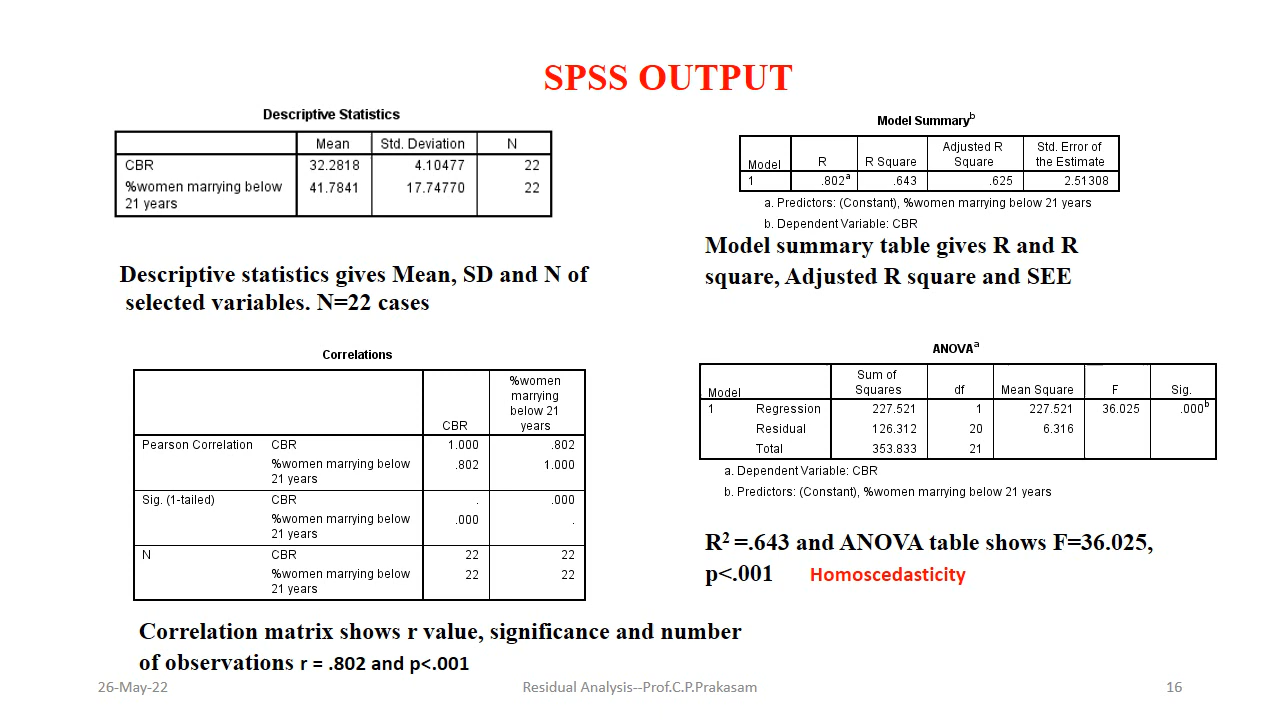 SPSS OUTPUT
Descriptive Statistics
Mean Std. Deviation N
CBR 32.2818 4.10477 22
%women marrying below 41.7841 17.74770 22
21 years
Descriptive statistics gives Mean, SD and N of
selected variables. N=22 cases
Model Summaryb
Adjusted R Std. Error of
Model R R Square Square the Estimate
1 .802a .643 .625 2.51308
a. Predictors: (Constant), %women marrying below 21 years
b. Dependent Variable: CBR
Model summary table gives R and R
square, Adjusted R square and SEE
Correlations
%women
marrying
below 21
CBR years
Pearson Correlation CBR 1.000 .802
%women marrying below .802 1.000
21 years
Sig. (1-tailed) CBR . .000
%women marrying below .000 .
21 years
N CBR 22 22
%women marrying below 22 22
21 years
Correlation matrix shows r value, significance and number
of observations r = .802 and p<.001
ANOVAa
Sum of
Model Squares df Mean Square F Sig.
1 Regression 227.521 1 227.521 36.025 .000b
Residual 126.312 20 6.316
Total 353.833 21
a. Dependent Variable: CBR
b. Predictors: (Constant), %women marrying below 21 years
R2 =.643 and ANOVA table shows F=36.025,
p<.001 Homoscedasticity
26-May-22 Residual Analysis--Prof.C.P.Prakasam 16